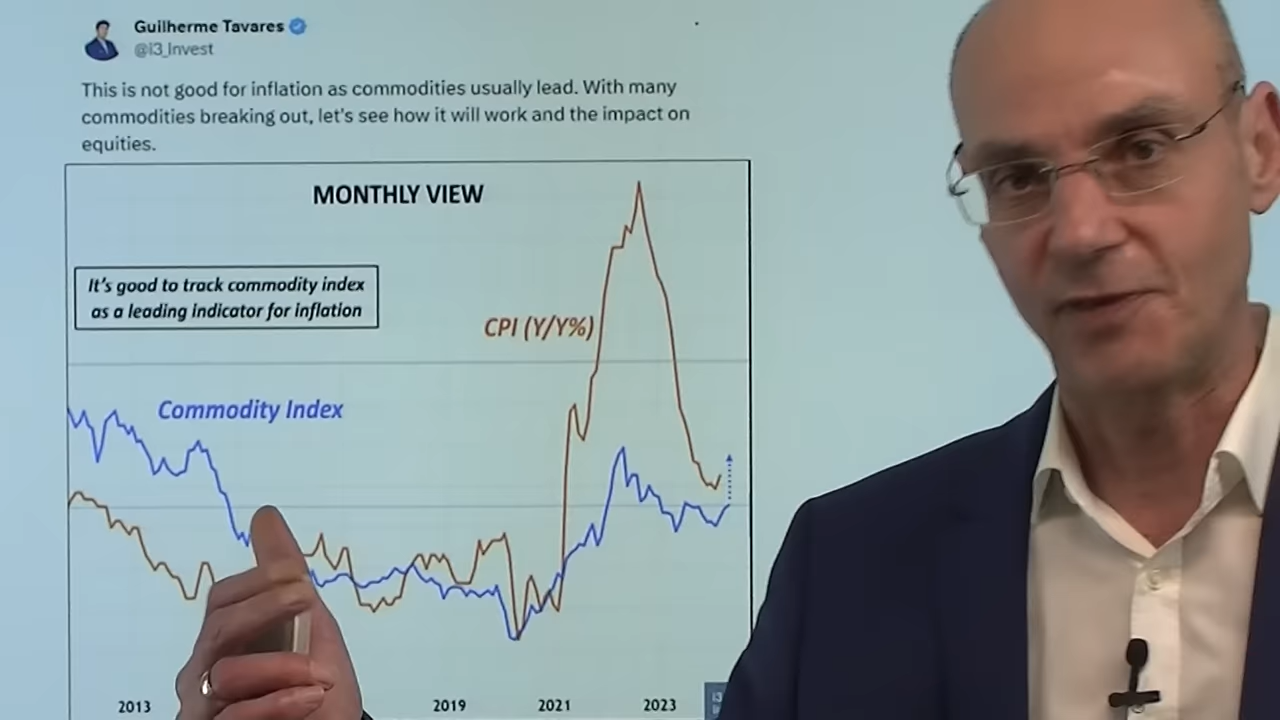 Guilherme Tavares
@i3_Invest
This is not good for inflation as commodities usually lead. With many
commodities breaking out, let's see how it will work and the impact on
equities.
MONTHLY VIEW
It's good to track commodity index
as a leading indicator for inflation
CPI (Y/Y%)
Commodity Index
2013
2019
2021
2023
i3